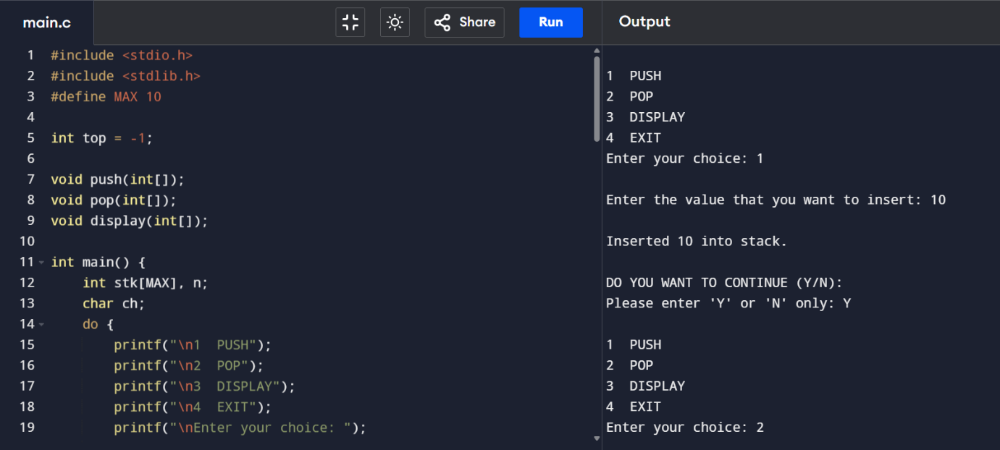 main.c
Share
Run
Output
1 #include <stdio.h>
2 #include <stdlib.h>
3 #define MAX 10
4
5 int top = -1;
6
7 void push(int[]);
8 void pop(int[]);
9 void display(int[]);
10
11 int main() {
12     int stk[MAX], n;
13     char ch;
14     do {
15         printf("\n1  PUSH");
16         printf("\n2  POP");
17         printf("\n3  DISPLAY");
18         printf("\n4  EXIT");
19         printf("\nEnter your choice: ");
1  PUSH
2  POP
3  DISPLAY
4  EXIT
Enter your choice: 1
Enter the value that you want to insert: 10
Inserted 10 into stack.
DO YOU WANT TO CONTINUE (Y/N):
Please enter 'Y' or 'N' only: Y
1  PUSH
2  POP
3  DISPLAY
4  EXIT
Enter your choice: 2